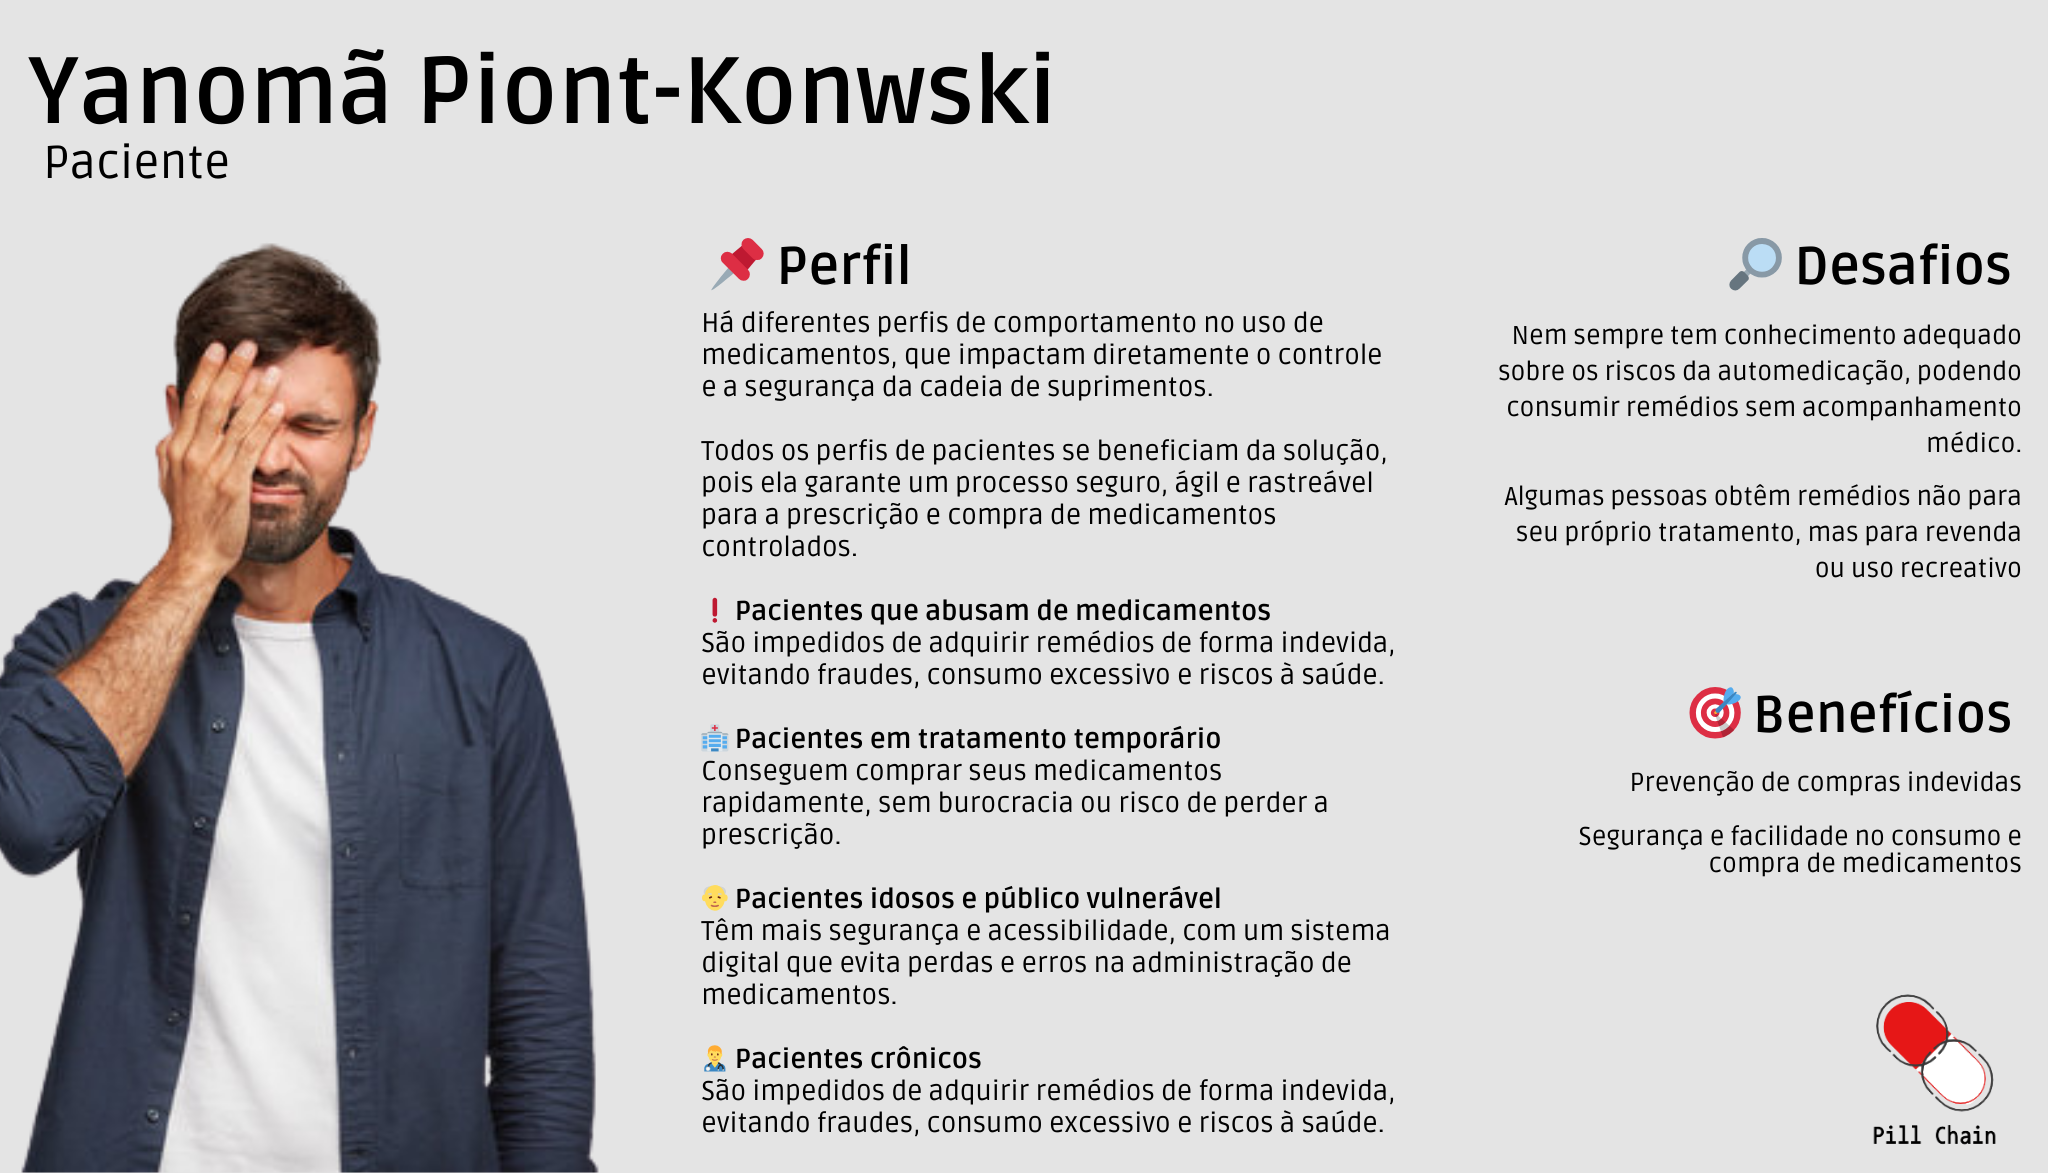 Yanomã Piont-Konwski
Paciente
Perfil
Há diferentes perfis de comportamento no uso de
medicamentos, que impactam diretamente o controle
e a segurança da cadeia de suprimentos.
Todos os perfis de pacientes se beneficiam da solução,
pois ela garante um processo seguro, ágil e rastreável
para a prescrição e compra de medicamentos
controlados.
❗ Pacientes que abusam de medicamentos
São impedidos de adquirir remédios de forma indevida,
evitando fraudes, consumo excessivo e riscos à saúde.
Pacientes em tratamento temporário
Conseguem comprar seus medicamentos
rapidamente, sem burocracia ou risco de perder a
prescrição.
Pacientes idosos e público vulnerável
Têm mais segurança e acessibilidade, com um sistema
digital que evita perdas e erros na administração de
medicamentos.
Pacientes crônicos
São impedidos de adquirir remédios de forma indevida,
evitando fraudes, consumo excessivo e riscos à saúde.
Desafios
Nem sempre tem conhecimento adequado
sobre os riscos da automedicação, podendo
consumir remédios sem acompanhamento
médico.
Algumas pessoas obtêm remédios não para
seu próprio tratamento, mas para revenda
ou uso recreativo
Benefícios
Prevenção de compras indevidas
Segurança e facilidade no consumo e
compra de medicamentos
Pill Chain